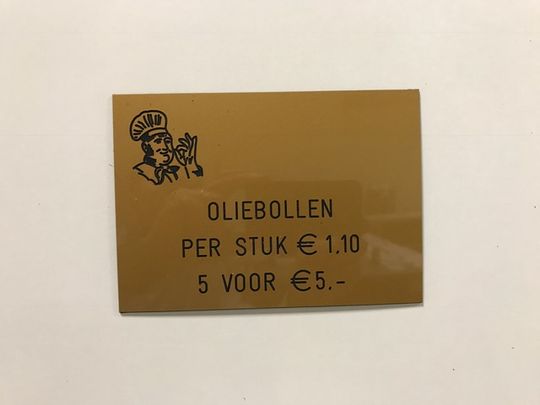 OLIEBOLLEN
PER STUK € 1,10
5 VOOR €5,-